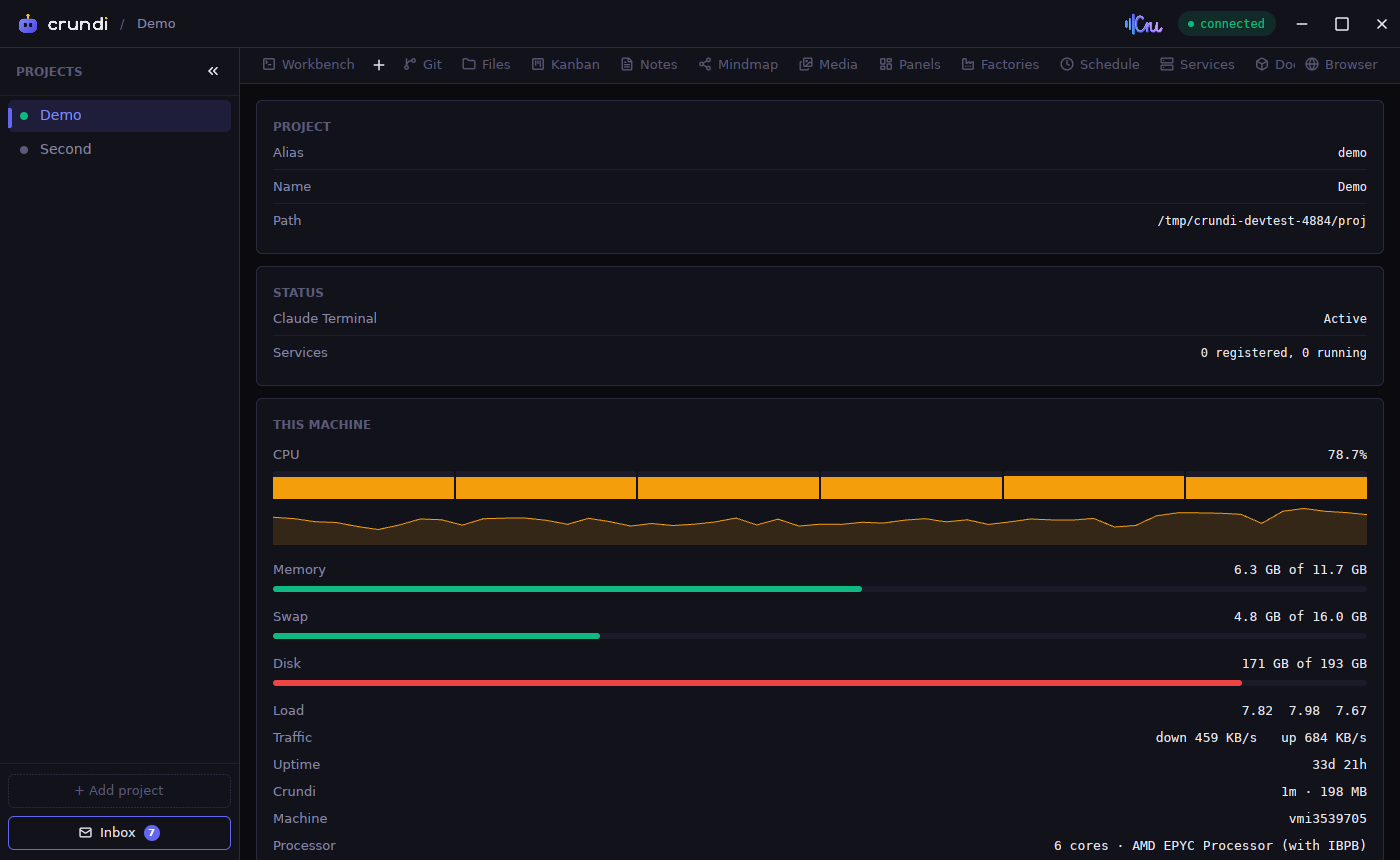 crundi / Demo
Cru
connected
PROJECTS
Workbench + Git Files Kanban Notes Mindmap Media Panels Factories Schedule Services Browser
Demo
Second
PROJECT
Alias demo
Name Demo
Path /tmp/crundi-devtest-4884/proj
STATUS
Claude Terminal Active
Services 0 registered, 0 running
THIS MACHINE
CPU 78.7%
Memory 6.3 GB of 11.7 GB
Swap 4.8 GB of 16.0 GB
Disk 171 GB of 193 GB
Load 7.82 7.98 7.67
Traffic down 459 KB/s up 684 KB/s
Uptime 33d 21h
Crundi 1m · 198 MB
Machine vmi3539705
Processor 6 cores · AMD EPYC Processor (with IBPB)
+ Add project
Inbox 7